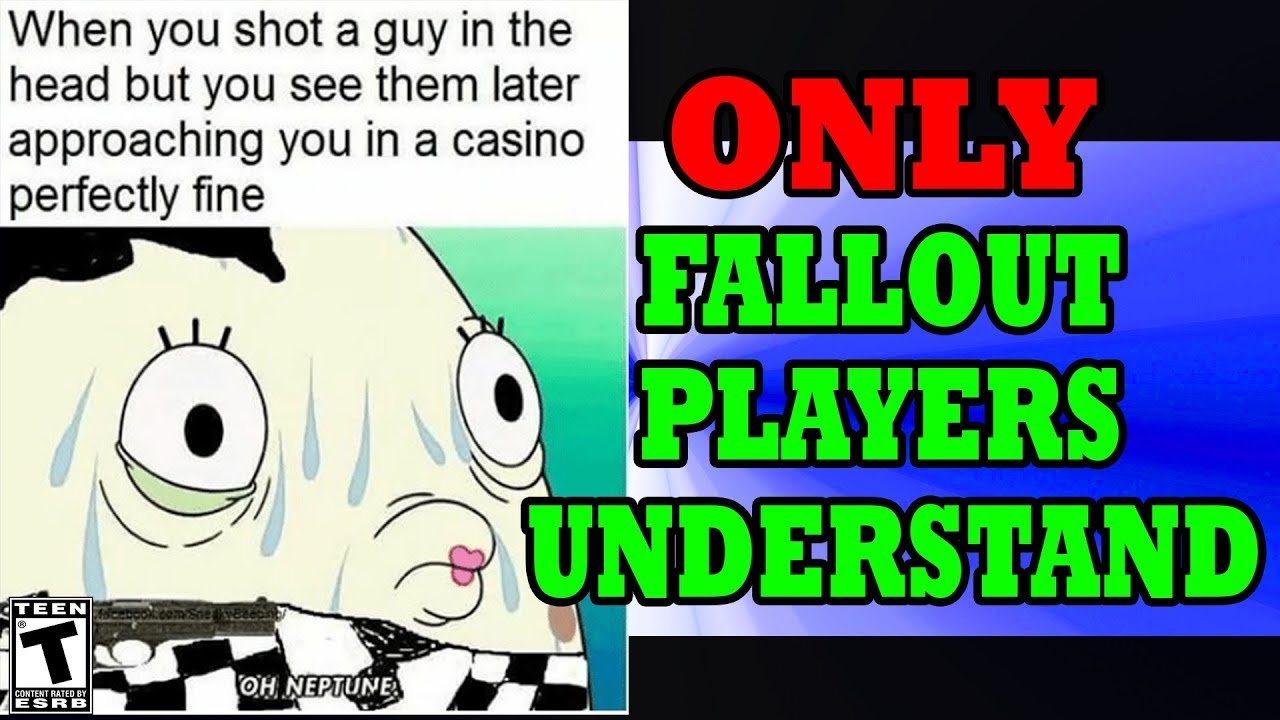 When you shot a guy in the
head but you see them later
approaching you in a casino
perfectly fine
ONLY
FALLOUT
PLAYERS
UNDERSTAND
OH NEPTUNE.
TEEN
T
®
CONTENT RATED BY
ESRB